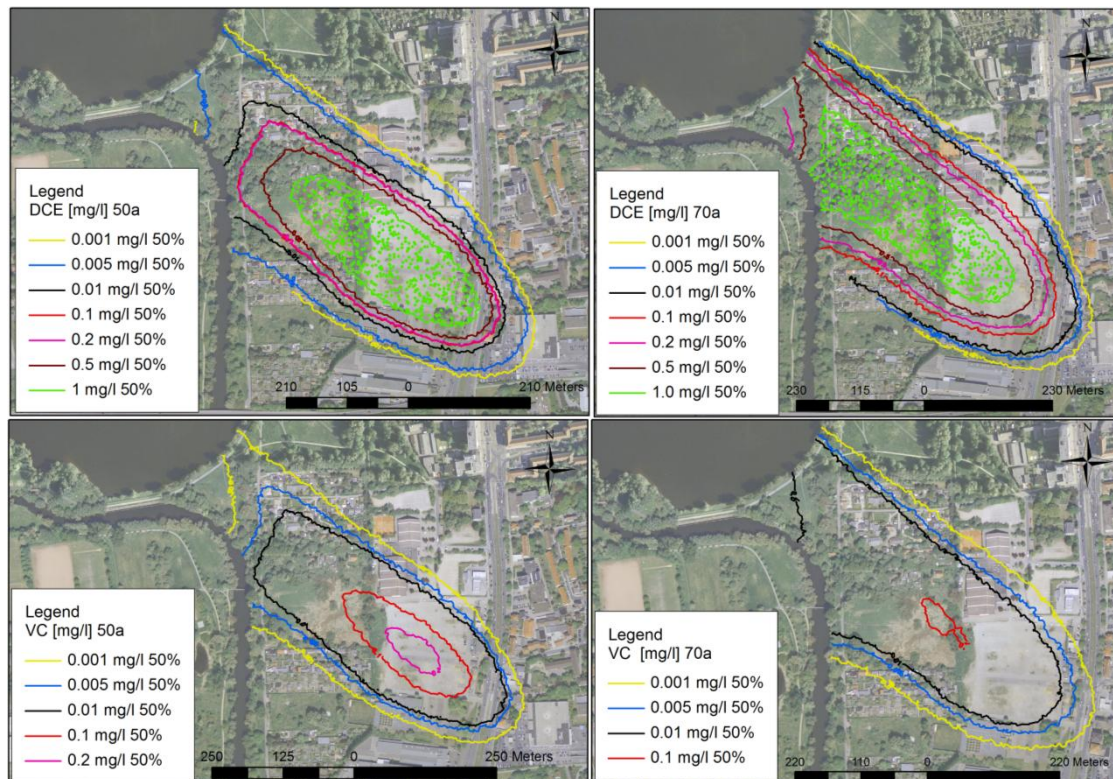 N
Legend
DCE [mg/l] 50a
0.001 mg/l 50%
0.005 mg/l 50%
0.01 mg/l 50%
0.1 mg/l 50%
0.2 mg/l 50%
0.5 mg/l 50%
1 mg/l 50%
210 105 0 210 Meters
N
Legend
DCE [mg/l] 70a
0.001 mg/l 50%
0.005 mg/l 50%
0.01 mg/l 50%
0.1 mg/l 50%
0.2 mg/l 50%
0.5 mg/l 50%
1.0 mg/l 50%
230 115 0 230 Meters
N
Legend
VC [mg/l] 50a
0.001 mg/l 50%
0.005 mg/l 50%
0.01 mg/l 50%
0.1 mg/l 50%
0.2 mg/l 50%
250 125 0 250 Meters
N
Legend
VC [mg/l] 70a
0.001 mg/l 50%
0.005 mg/l 50%
0.01 mg/l 50%
0.1 mg/l 50%
220 110 0 220 Meters